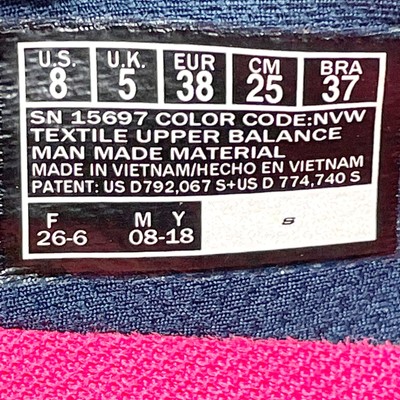 U.S. U.K. EUR CM BRA
8 5 38 25 37
SN 15697 COLOR CODE:NVW
TEXTILE UPPER BALANCE
MAN MADE MATERIAL
MADE IN VIETNAM/HECHO EN VIETNAM
PATENT: US D792,067 S+US D 774,740 S
F M Y
26-6 08-18 S